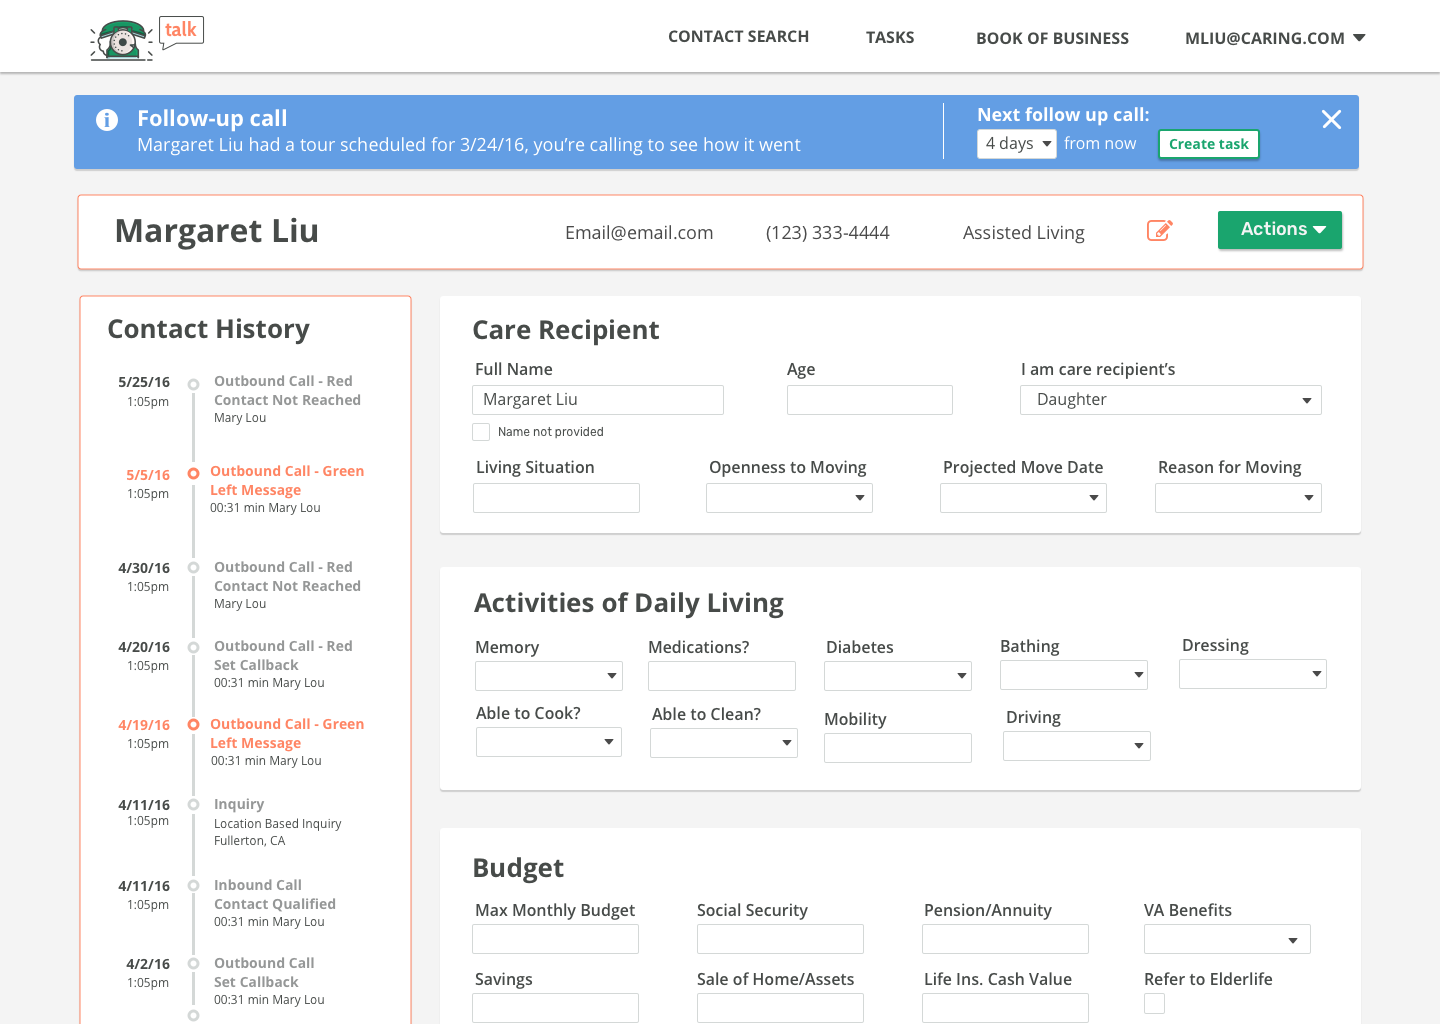 talk
CONTACT SEARCH
TASKS
BOOK OF BUSINESS
MLIU@CARING.COM
Follow-up call
Margaret Liu had a tour scheduled for 3/24/16, you’re calling to see how it went
Next follow up call:
4 days
from now
Create task
Margaret Liu
Email@email.com
(123) 333-4444
Assisted Living
Actions
Contact History
5/25/16
1:05pm
Outbound Call - Red
Contact Not Reached
Mary Lou
5/5/16
1:05pm
Outbound Call - Green
Left Message
00:31 min Mary Lou
4/30/16
1:05pm
Outbound Call - Red
Contact Not Reached
Mary Lou
4/20/16
1:05pm
Outbound Call - Red
Set Callback
00:31 min Mary Lou
4/19/16
1:05pm
Outbound Call - Green
Left Message
00:31 min Mary Lou
4/11/16
1:05pm
Inquiry
Location Based Inquiry
Fullerton, CA
4/11/16
1:05pm
Inbound Call
Contact Qualified
00:31 min Mary Lou
4/2/16
1:05pm
Outbound Call
Set Callback
00:31 min Mary Lou
Care Recipient
Full Name
Margaret Liu
Name not provided
Age
I am care recipient’s
Daughter
Living Situation
Openness to Moving
Projected Move Date
Reason for Moving
Activities of Daily Living
Memory
Medications?
Diabetes
Bathing
Dressing
Able to Cook?
Able to Clean?
Mobility
Driving
Budget
Max Monthly Budget
Social Security
Pension/Annuity
VA Benefits
Savings
Sale of Home/Assets
Life Ins. Cash Value
Refer to Elderlife